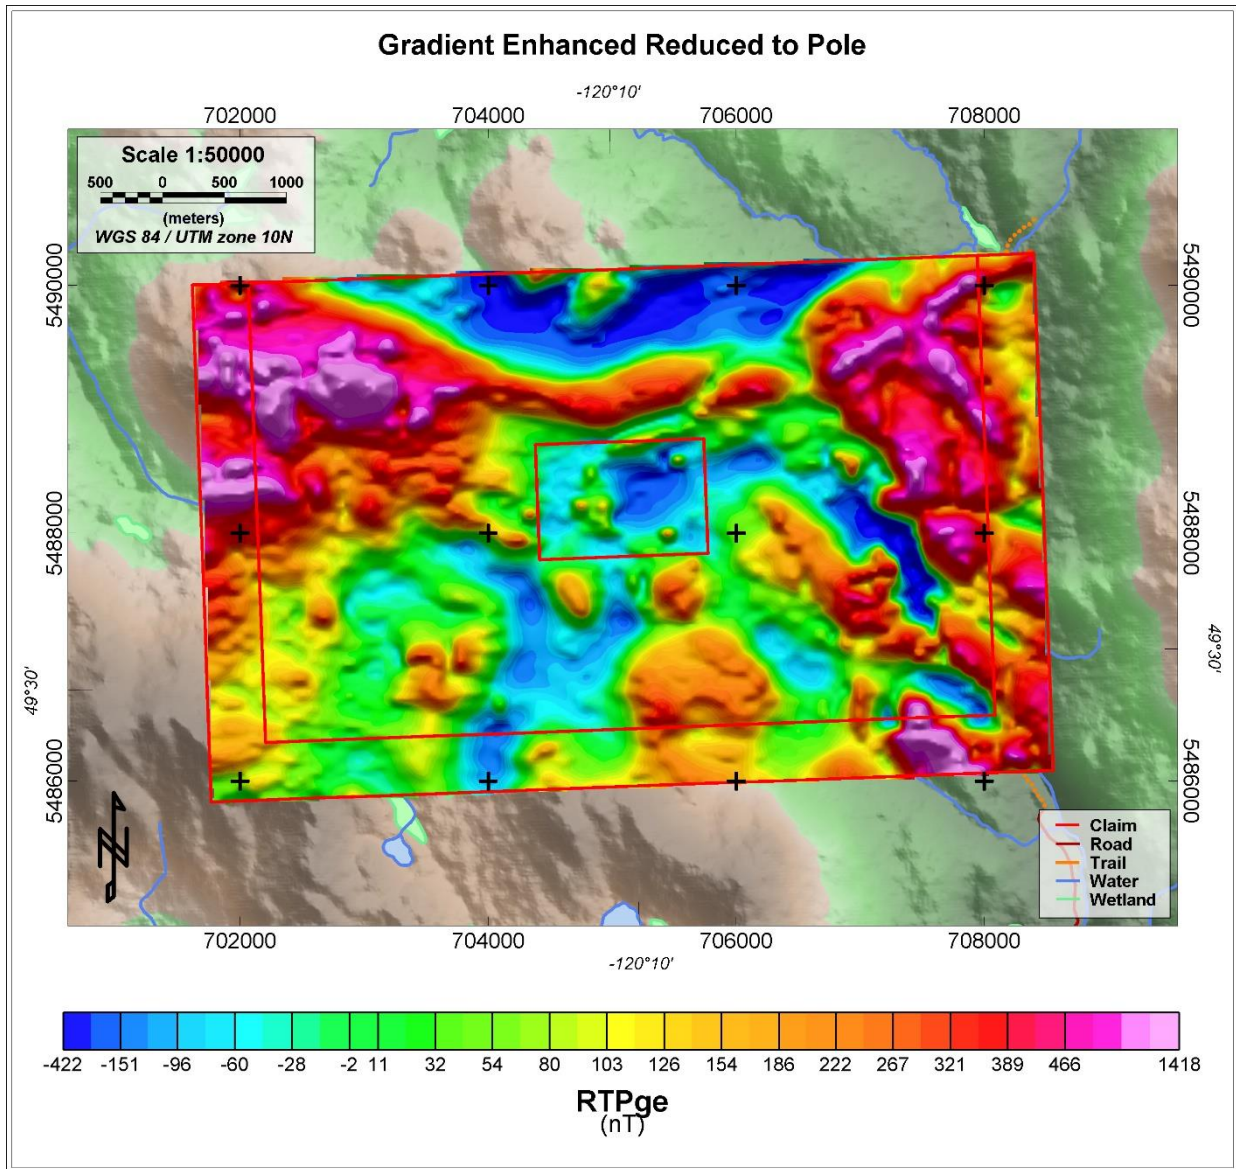 Gradient Enhanced Reduced to Pole
-120°10'
702000 704000 706000 708000
Scale 1:50000
500 0 500 1000
(meters)
WGS 84 / UTM zone 10N
5490000 5490000
5488000 5488000
49°30' 49°30'
5486000 5486000
Claim
Road
Trail
Water
Wetland
702000 704000 706000 708000
-120°10'
-422 -151 -96 -60 -28 -2 11 32 54 80 103 126 154 186 222 267 321 389 466 1418
RTPge
(nT)